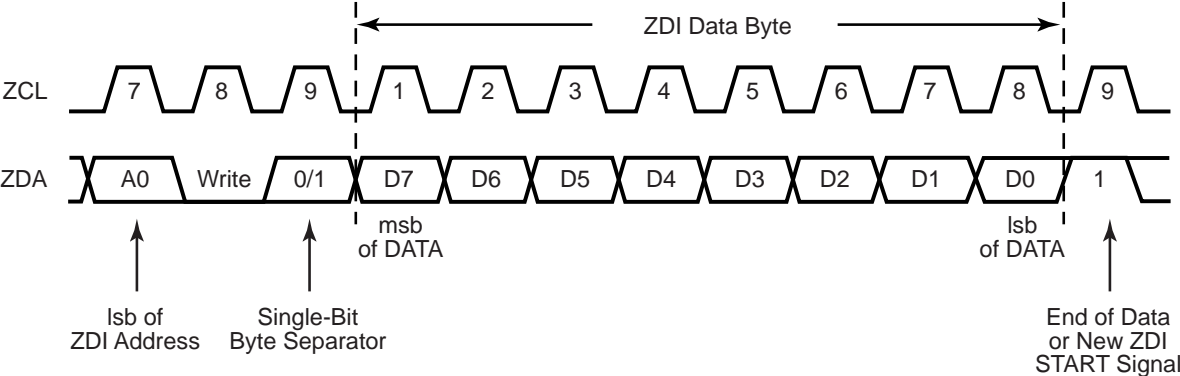 ZDI Data Byte
ZCL 7 8 9 1 2 3 4 5 6 7 8 9
ZDA A0 Write 0/1 D7 D6 D5 D4 D3 D2 D1 D0 1
msb
of DATA
lsb
of DATA
lsb of
ZDI Address
Single-Bit
Byte Separator
End of Data
or New ZDI
START Signal